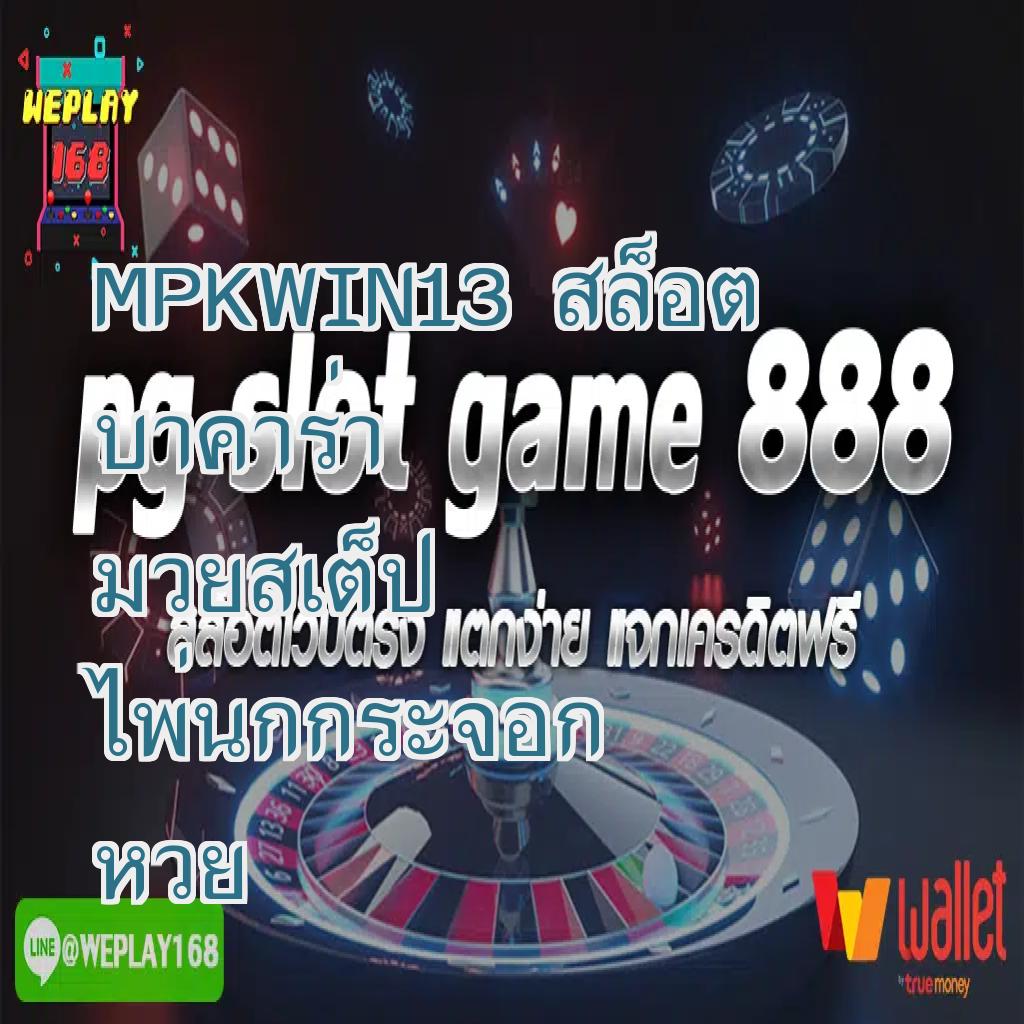 WEPLAY
168
MPKWIN13 สล็อต
pg slot game 888
บาคาร่า
มวยสเต็ป
สล็อตเว็บตรง แตกง่าย แจกเครดิตฟรี
ไพ่นกกระจอก
หวย
LINE @WEPLAY168
wallet
by truemoney